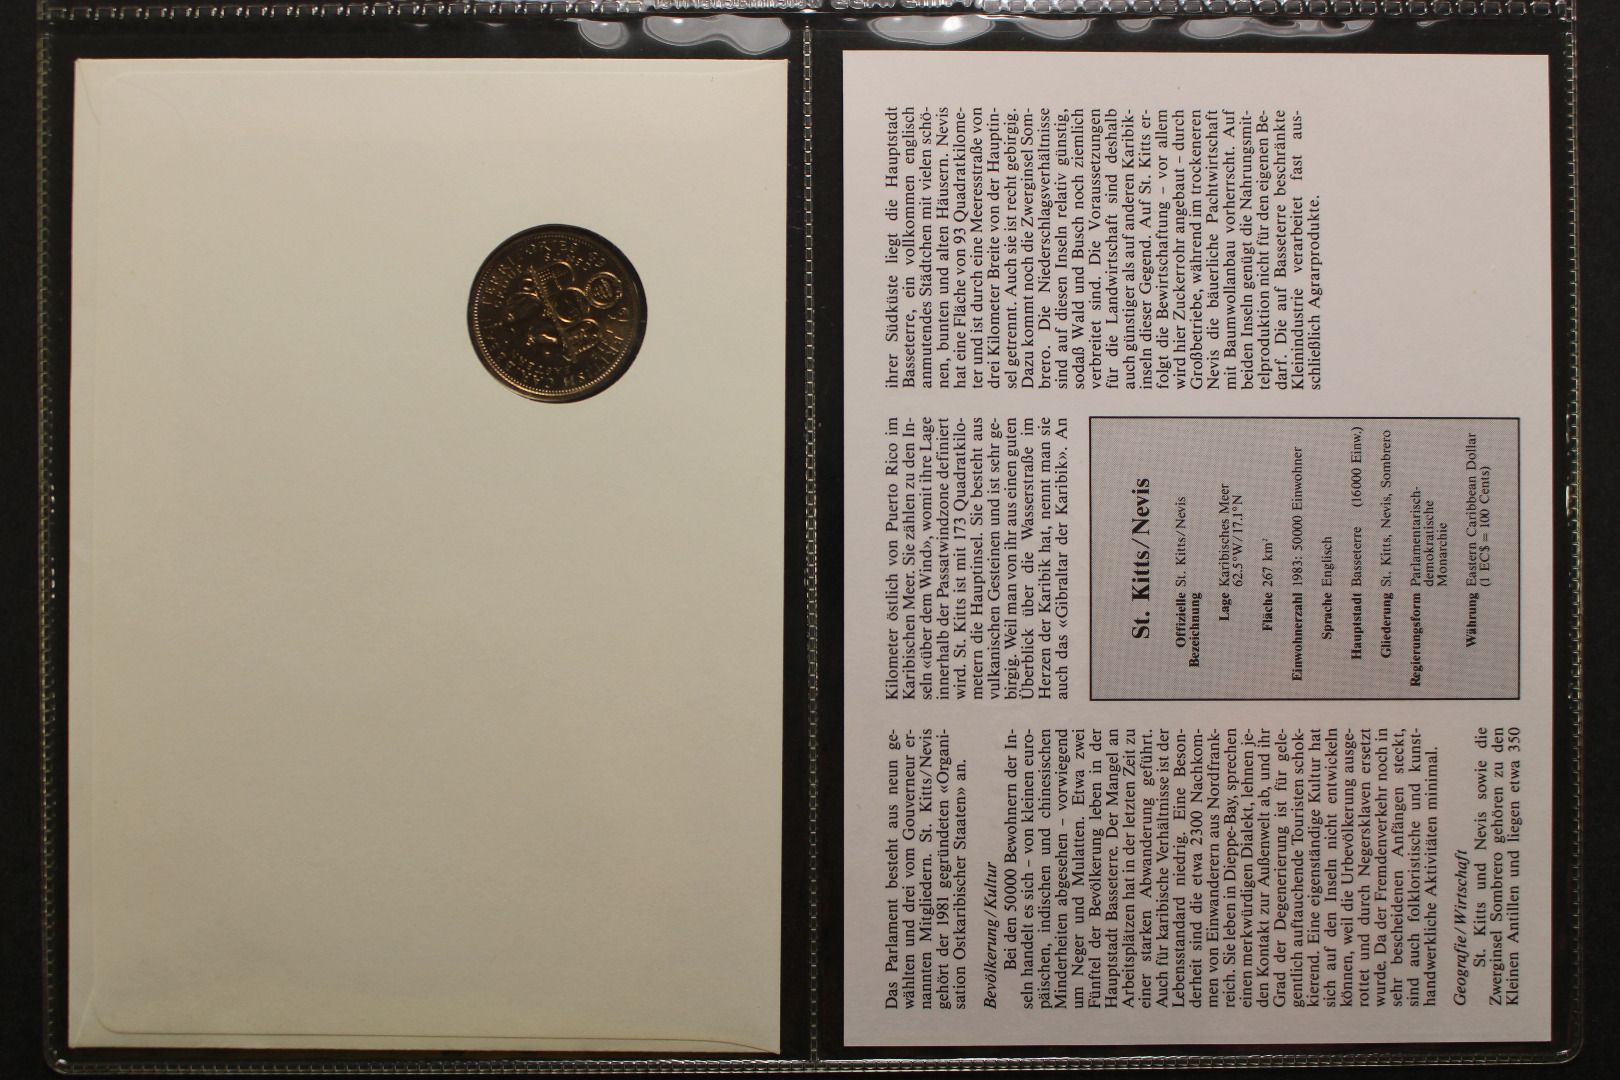 BRITISH CARIBBEAN TERRITORIES
EASTERN GROUP
Das Parlament besteht aus neun ge-
wählten und drei vom Gouverneur er-
nannten Mitgliedern. St. Kitts/Nevis
gehört der 1981 gegründeten «Organi-
sation Ostkaribischer Staaten» an.
Bevölkerung/Kultur
Bei den 50000 Bewohnern der In-
seln handelt es sich – von kleinen euro-
päischen, indischen und chinesischen
Minderheiten abgesehen – vorwiegend
um Neger und Mulatten. Etwa zwei
Fünftel der Bevölkerung leben in der
Hauptstadt Basseterre. Der Mangel an
Arbeitsplätzen hat in der letzten Zeit zu
einer starken Abwanderung geführt.
Auch für karibische Verhältnisse ist der
Lebensstandard niedrig. Eine Beson-
derheit sind die etwa 2300 Nachkom-
men von Einwanderern aus Nordfrank-
reich. Sie leben in Dieppe-Bay, sprechen
einen merkwürdigen Dialekt, lehnen je-
den Kontakt zur Außenwelt ab, und ihr
Grad der Degenerierung ist für gele-
gentlich auftauchende Touristen schok-
kierend. Eine eigenständige Kultur hat
sich auf den Inseln nicht entwickeln
können, weil die Urbevölkerung ausge-
rottet und durch Negersklaven ersetzt
wurde. Da der Fremdenverkehr noch in
sehr bescheidenen Anfängen steckt,
sind auch folkloristische und kunst-
handwerkliche Aktivitäten minimal.
Geografie/Wirtschaft
St. Kitts und Nevis sowie die
Zwerginsel Sombrero gehören zu den
Kleinen Antillen und liegen etwa 350
Kilometer östlich von Puerto Rico im
Karibischen Meer. Sie zählen zu den In-
seln «über dem Wind», womit ihre Lage
innerhalb der Passatwindzone definiert
wird. St. Kitts ist mit 173 Quadratkilo-
metern die Hauptinsel. Sie besteht aus
vulkanischen Gesteinen und ist sehr ge-
birgig. Weil man von ihr aus einen guten
Überblick über die Wasserstraße im
Herzen der Karibik hat, nennt man sie
auch das «Gibraltar der Karibik». An
St. Kitts/Nevis
Offizielle Bezeichnung St. Kitts/Nevis
Lage Karibisches Meer
62.5°W/17.1°N
Fläche 267 km²
Einwohnerzahl 1983: 50000 Einwohner
Sprache Englisch
Hauptstadt Basseterre (16000 Einw.)
Gliederung St. Kitts, Nevis, Sombrero
Regierungsform Parlamentarisch-
demokratische
Monarchie
Währung Eastern Caribbean Dollar
(1 EC$ = 100 Cents)
ihrer Südküste liegt die Hauptstadt
Basseterre, ein vollkommen englisch
anmutendes Städtchen mit vielen schö-
nen, bunten und alten Häusern. Nevis
hat eine Fläche von 93 Quadratkilome-
ter und ist durch eine Meeresstraße von
drei Kilometer Breite von der Hauptin-
sel getrennt. Auch sie ist recht gebirgig.
Dazu kommt noch die Zwerginsel Som-
brero. Die Niederschlagsverhältnisse
sind auf diesen Inseln relativ günstig,
sodaß Wald und Busch noch ziemlich
verbreitet sind. Die Voraussetzungen
für die Landwirtschaft sind deshalb
auch günstiger als auf anderen Karibik-
inseln dieser Gegend. Auf St. Kitts er-
folgt die Bewirtschaftung – vor allem
wird hier Zuckerrohr angebaut – durch
Großbetriebe, während im trockeneren
Nevis die bäuerliche Pachtwirtschaft
mit Baumwollanbau vorherrscht. Auf
beiden Inseln genügt die Nahrungsmit-
telproduktion nicht für den eigenen Be-
darf. Die auf Basseterre beschränkte
Kleinindustrie verarbeitet fast aus-
schließlich Agrarprodukte.